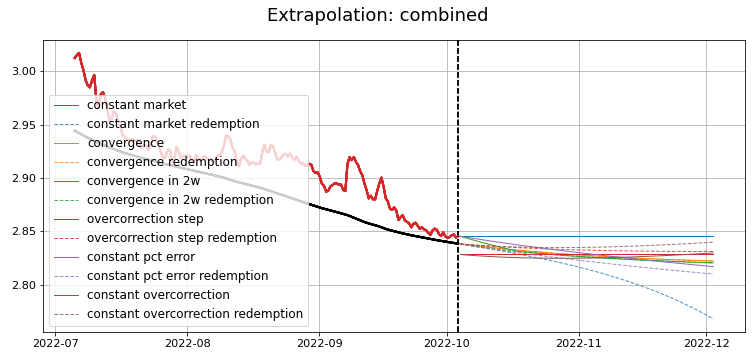 Extrapolation: combined
3.00
2.95
2.90
2.85
2.80
constant market
constant market redemption
convergence
convergence redemption
convergence in 2w
convergence in 2w redemption
overcorrection step
overcorrection step redemption
constant pct error
constant pct error redemption
constant overcorrection
constant overcorrection redemption
2022-07 2022-08 2022-09 2022-10 2022-11 2022-12